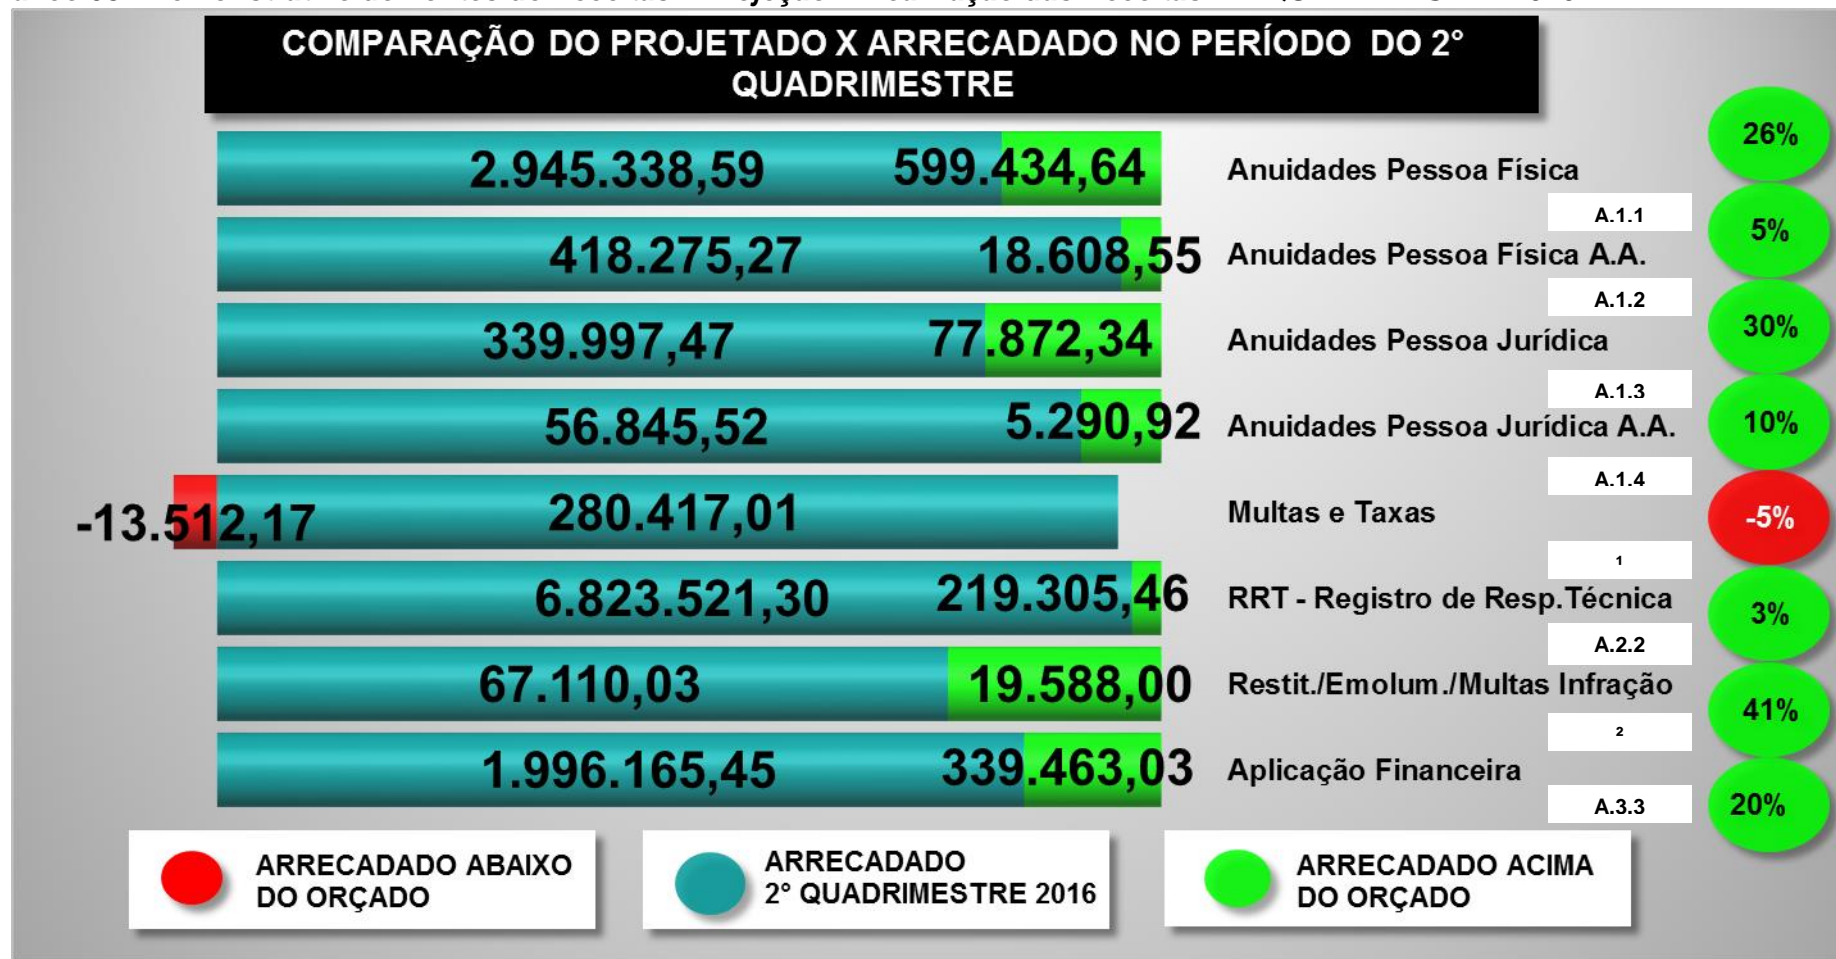 COMPARAÇÃO DO PROJETADO X ARRECADADO NO PERÍODO DO 2°
QUADRIMESTRE
26%
2.945.338,59 599.434,64 Anuidades Pessoa Física
A.1.1
5%
418.275,27 18.608,55 Anuidades Pessoa Física A.A.
A.1.2
30%
339.997,47 77.872,34 Anuidades Pessoa Jurídica
A.1.3
10%
56.845,52 5.290,92 Anuidades Pessoa Jurídica A.A.
A.1.4
-13.512,17 280.417,01 Multas e Taxas -5%
1
6.823.521,30 219.305,46 RRT - Registro de Resp.Técnica 3%
A.2.2
67.110,03 19.588,00 Restit./Emolum./Multas Infração 41%
2
1.996.165,45 339.463,03 Aplicação Financeira
A.3.3 20%
ARRECADADO ABAIXO
DO ORÇADO
ARRECADADO
2° QUADRIMESTRE 2016
ARRECADADO ACIMA
DO ORÇADO